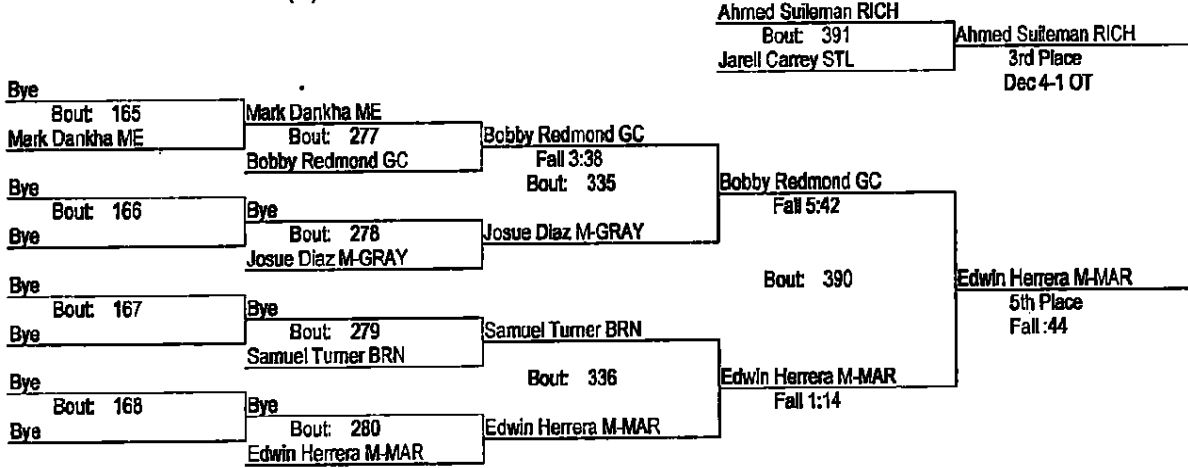 Ahmed Suileman RICH
Bout: 391
Jarell Carrey STL
Ahmed Suileman RICH
3rd Place
Dec 4-1 OT
Bye
Bout: 165
Mark Dankha ME
Bye
Bout: 166
Bye
Bye
Bout: 167
Bye
Bye
Bout: 168
Bye
Mark Dankha ME
Bout: 277
Bobby Redmond GC
Bye
Bout: 278
Josue Diaz M-GRAY
Bye
Bout: 279
Samuel Turner BRN
Bye
Bout: 280
Edwin Herrera M-MAR
Bobby Redmond GC
Fall 3:38
Bout: 335
Josue Diaz M-GRAY
Samuel Turner BRN
Bout: 336
Edwin Herrera M-MAR
Bobby Redmond GC
Fall 5:42
Bout: 390
Edwin Herrera M-MAR
Fall 1:14
Edwin Herrera M-MAR
5th Place
Fall :44